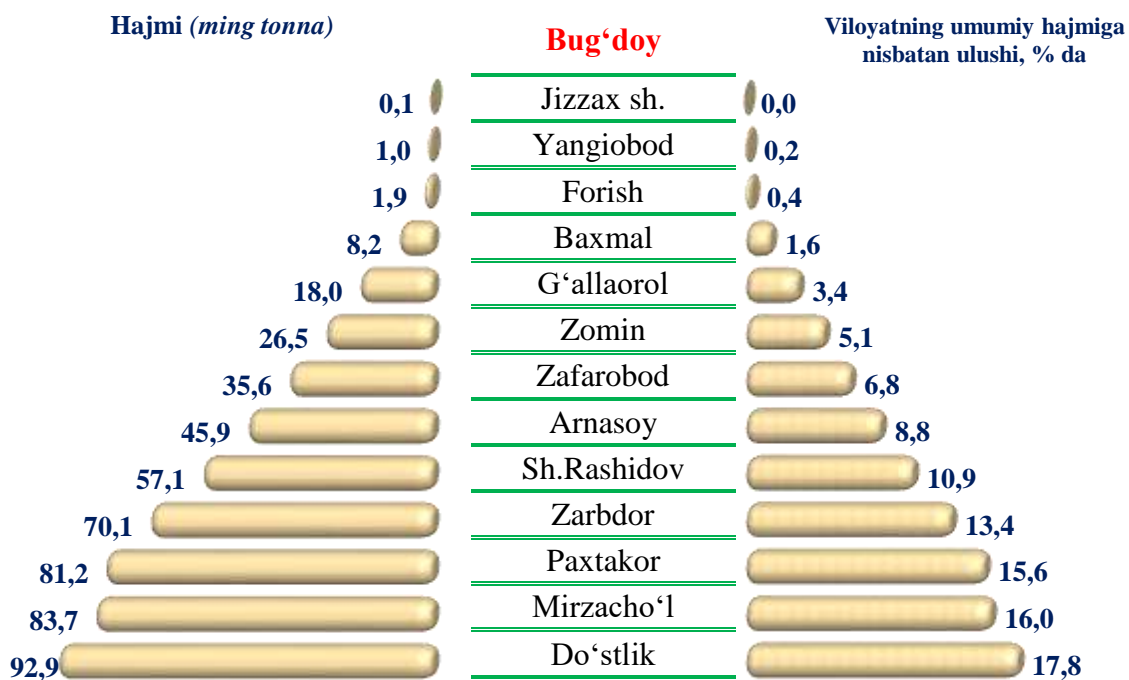 Hajmi (ming tonna)
Bug‘doy
Viloyatning umumiy hajmiga
nisbatan ulushi, % da
0,1 Jizzax sh. 0,0
1,0 Yangiobod 0,2
1,9 Forish 0,4
8,2 Baxmal 1,6
18,0 G‘allaorol 3,4
26,5 Zomin 5,1
35,6 Zafarobod 6,8
45,9 Arnasoy 8,8
57,1 Sh.Rashidov 10,9
70,1 Zarbdor 13,4
81,2 Paxtakor 15,6
83,7 Mirzacho‘l 16,0
92,9 Do‘stlik 17,8